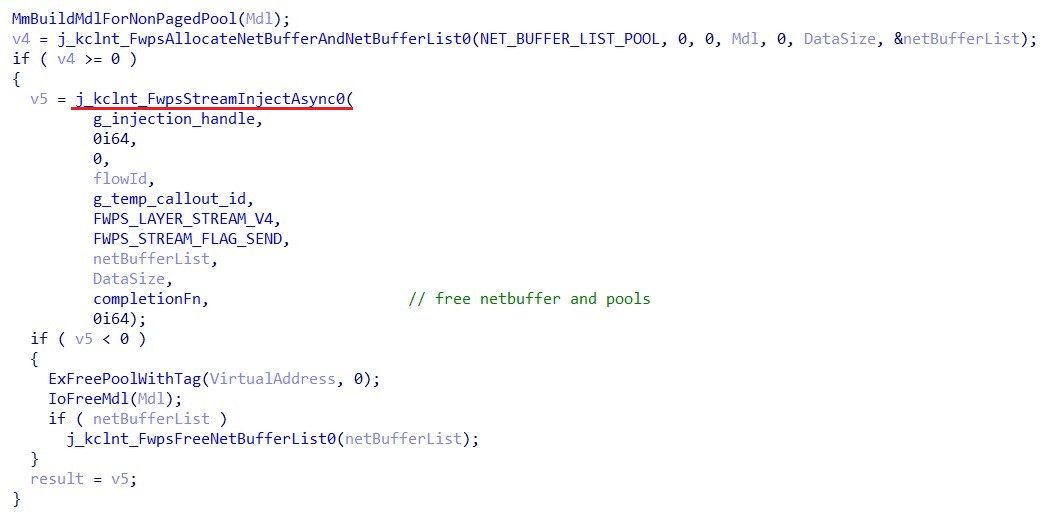 MmBuildMdlForNonPagedPool(Mdl);
v4 = j_kclnt_FwpsAllocateNetBufferAndNetBufferList0(NET_BUFFER_LIST_POOL, 0, 0, Mdl, 0, DataSize, &netBufferList);
if ( v4 >= 0 )
{
v5 = j_kclnt_FwpsStreamInjectAsync0(
g_injection_handle,
0i64,
0,
flowId,
g_temp_callout_id,
FWPS_LAYER_STREAM_V4,
FWPS_STREAM_FLAG_SEND,
netBufferList,
DataSize,
completionFn, // free netbuffer and pools
0i64);
if ( v5 < 0 )
{
ExFreePoolWithTag(VirtualAddress, 0);
IoFreeMdl(Mdl);
if ( netBufferList )
j_kclnt_FwpsFreeNetBufferList0(netBufferList);
}
result = v5;
}